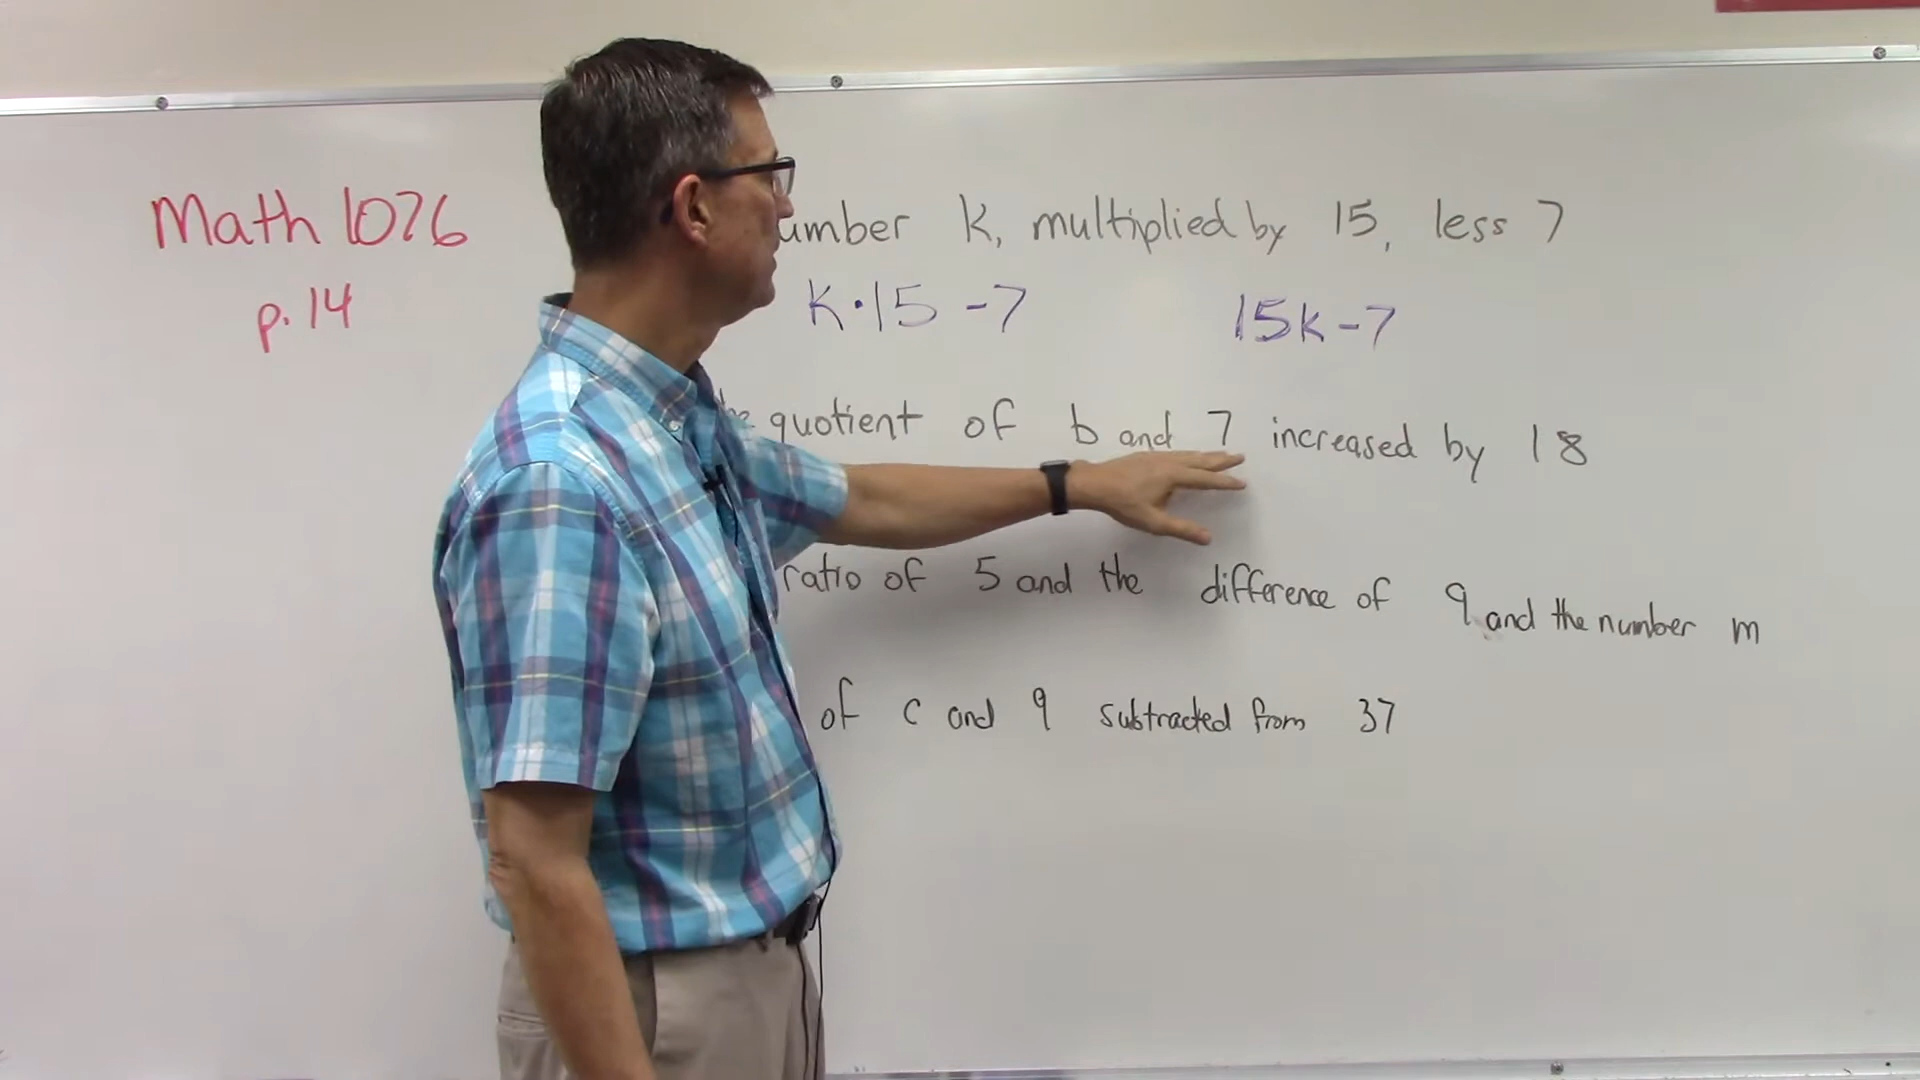 Math 1076
p. 14
umber k, multiplied by 15, less 7
k·15 -7
15k-7
quotient of b and 7 increased by 18
ratio of 5 and the difference of 9 and the number m
of c and 9 subtracted from 37